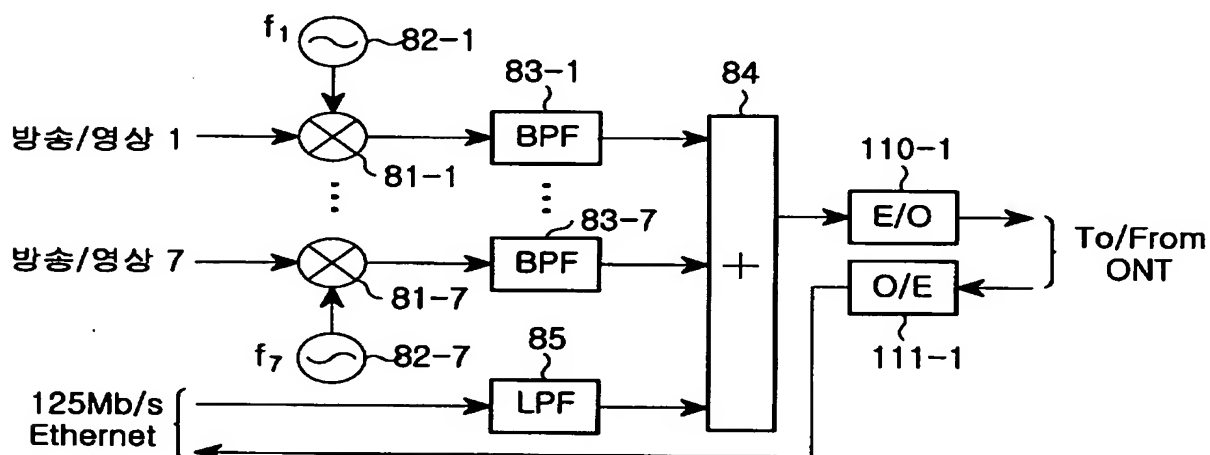 f₁
82-1
83-1
84
방송/영상 1
BPF
110-1
81-1
E/O
83-7
To/From
ONT
방송/영상 7
BPF
+
O/E
81-7
111-1
f₇
82-7
85
125Mb/s
Ethernet
LPF